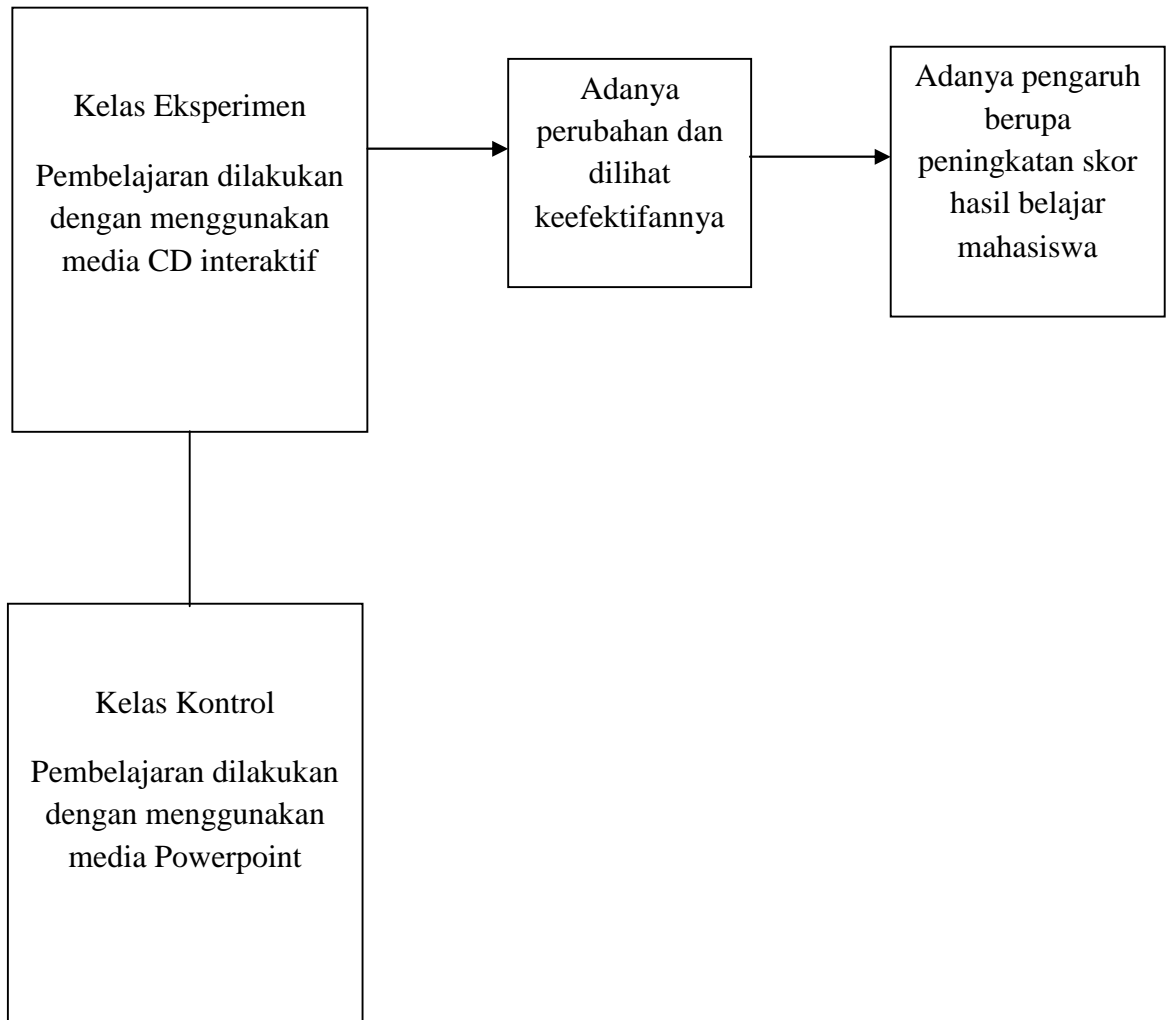 Kelas Eksperimen
Pembelajaran dilakukan
dengan menggunakan
media CD interaktif
Adanya
perubahan dan
dilihat
keefektifannya
Adanya pengaruh
berupa
peningkatan skor
hasil belajar
mahasiswa
Kelas Kontrol
Pembelajaran dilakukan
dengan menggunakan
media Powerpoint